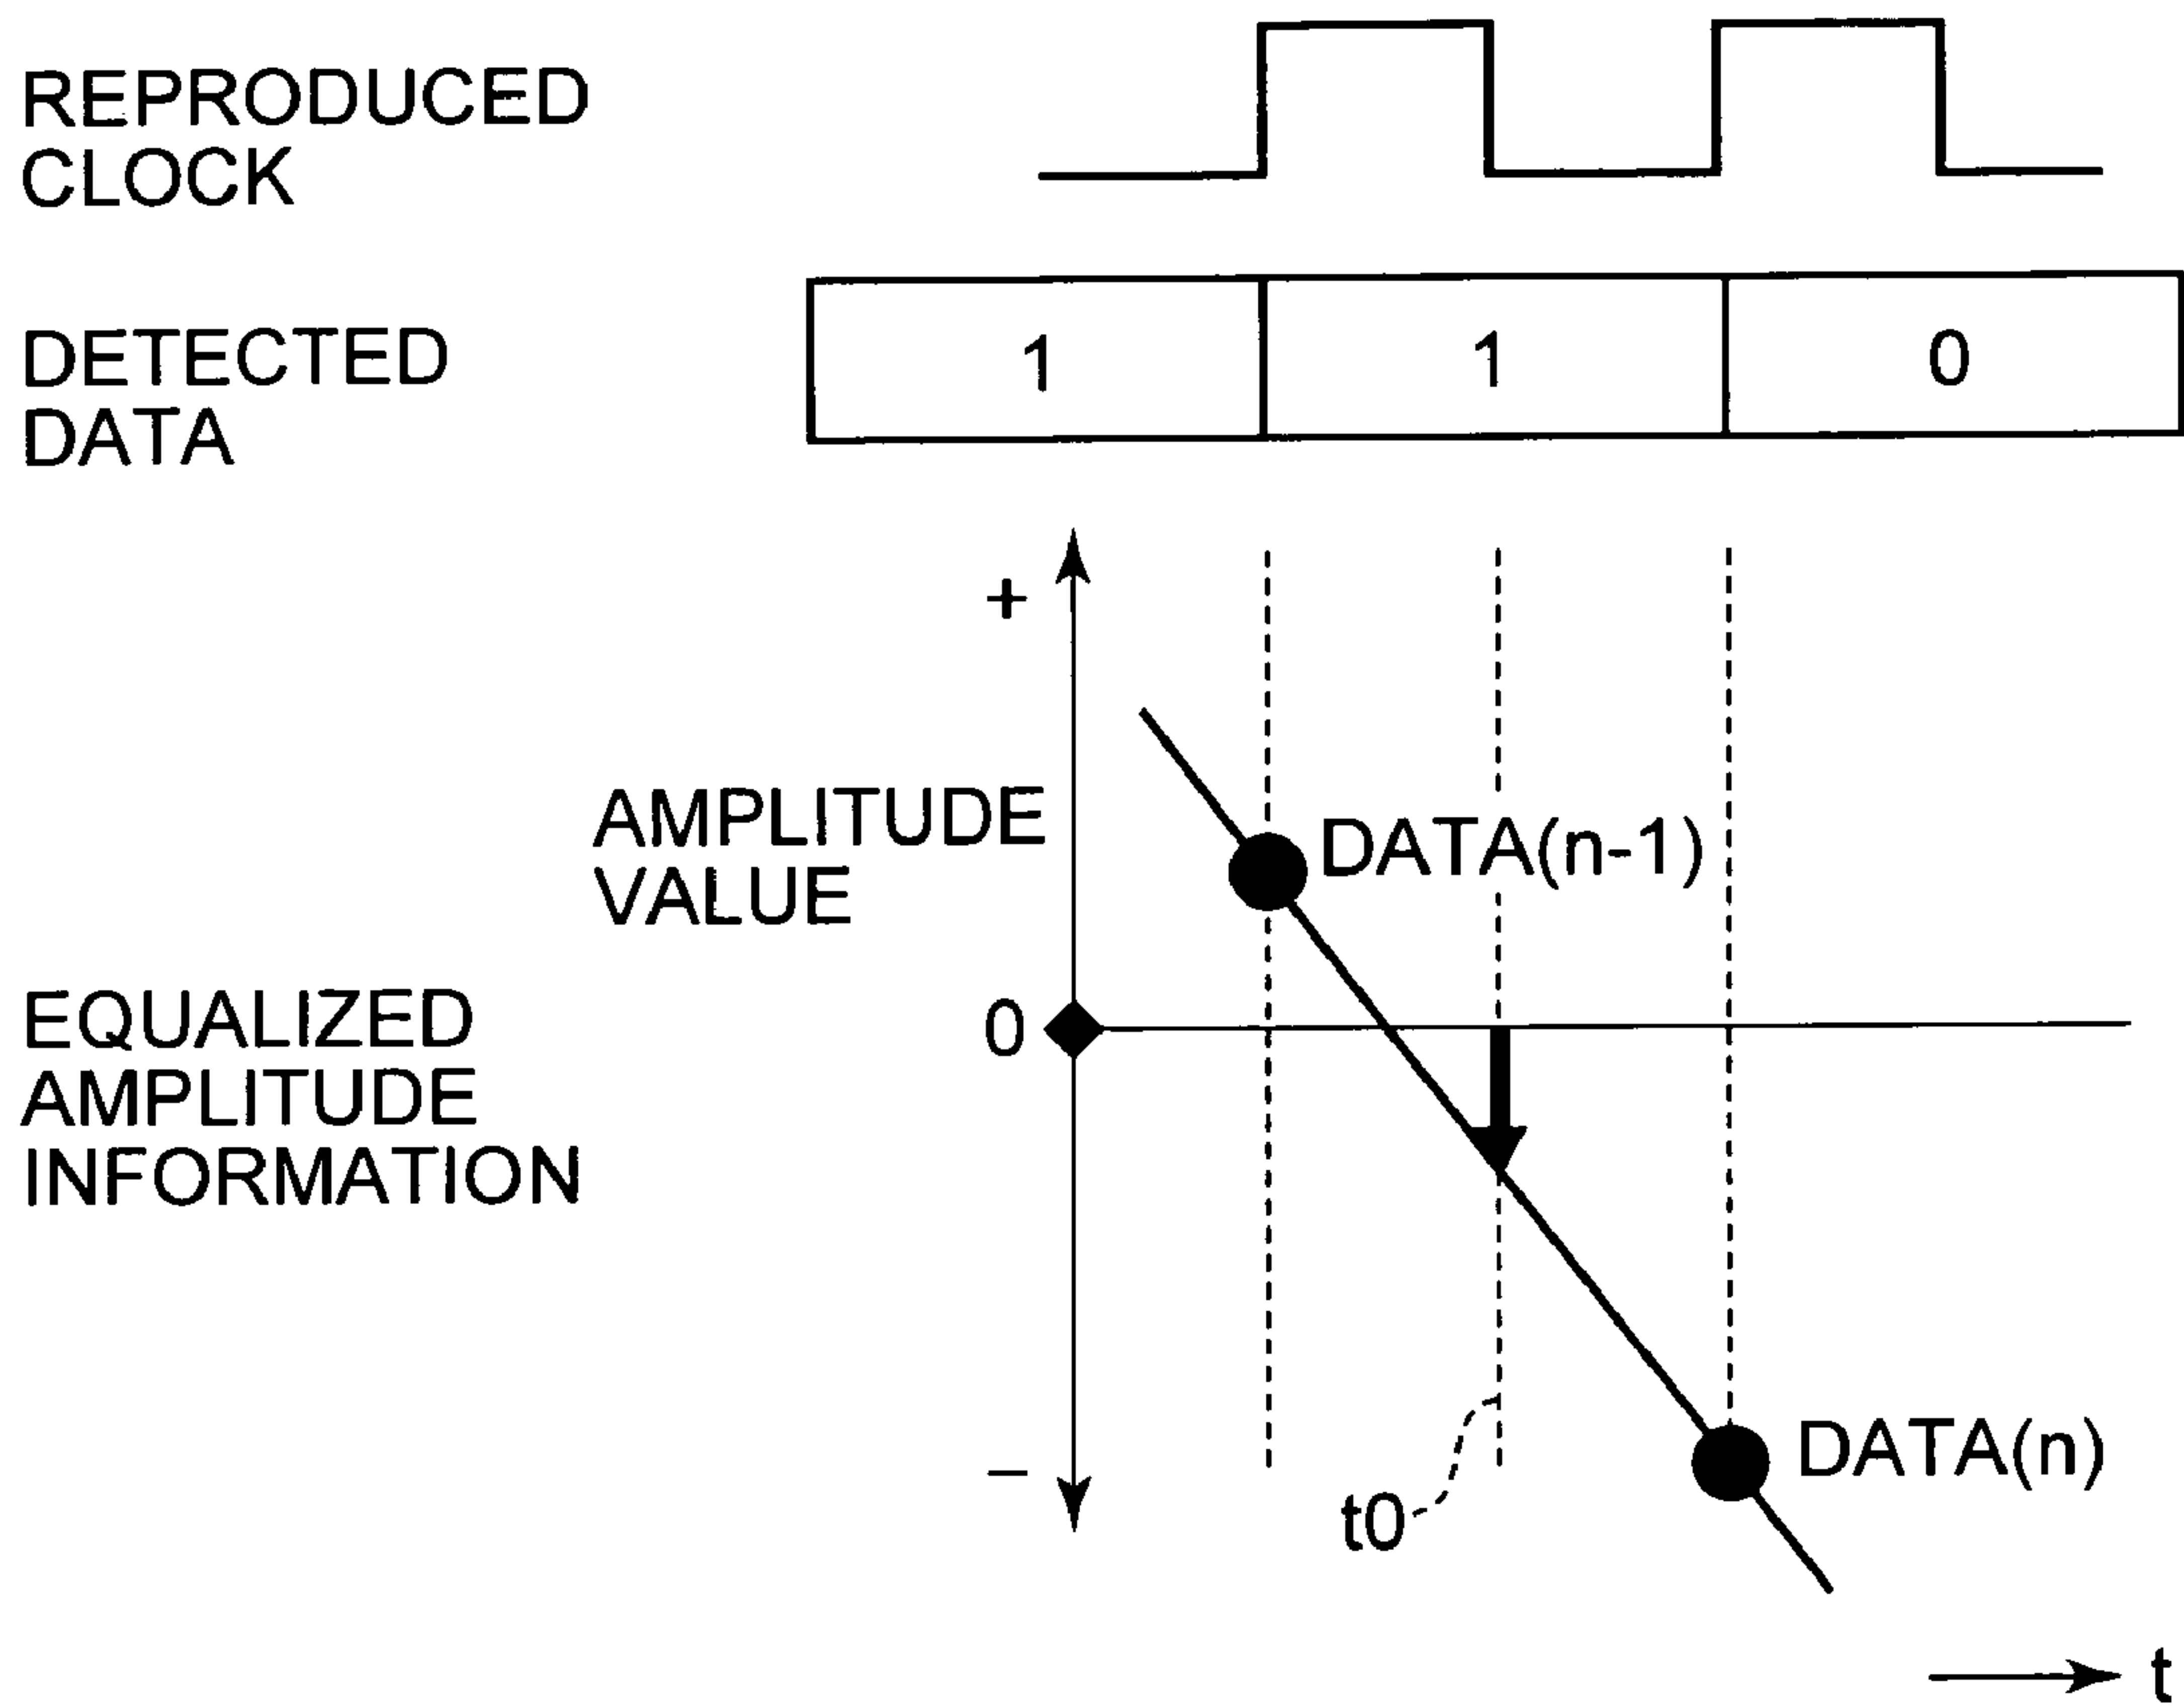 REPRODUCED
CLOCK
DETECTED
DATA
1 1 0
+
AMPLITUDE
VALUE
DATA(n-1)
0
EQUALIZED
AMPLITUDE
INFORMATION
−
DATA(n)
t0
t